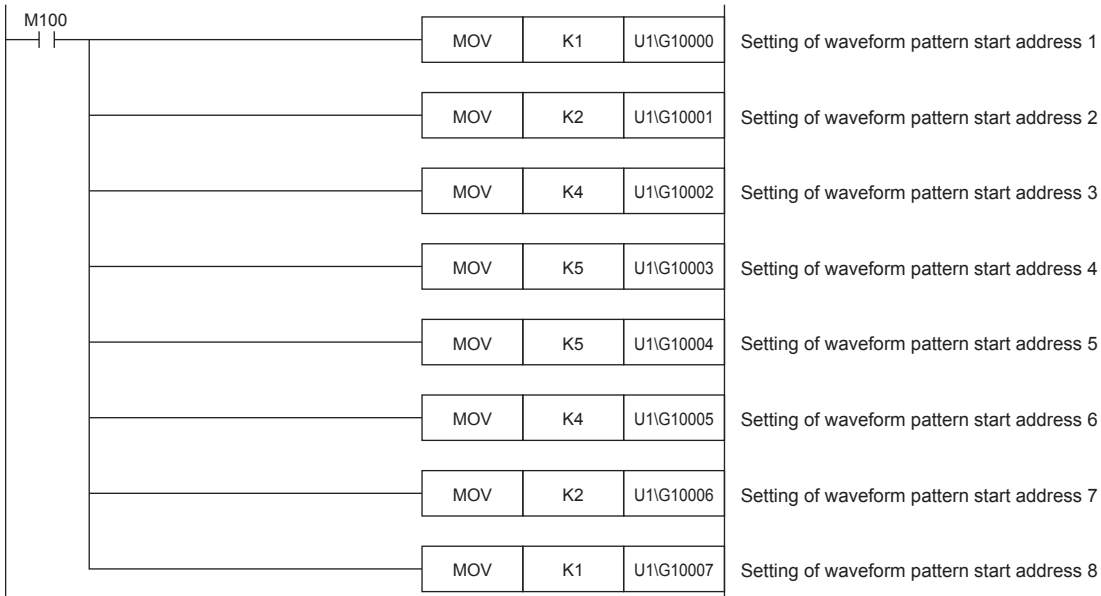 M100
MOV K1 U1\G10000 Setting of waveform pattern start address 1
MOV K2 U1\G10001 Setting of waveform pattern start address 2
MOV K4 U1\G10002 Setting of waveform pattern start address 3
MOV K5 U1\G10003 Setting of waveform pattern start address 4
MOV K5 U1\G10004 Setting of waveform pattern start address 5
MOV K4 U1\G10005 Setting of waveform pattern start address 6
MOV K2 U1\G10006 Setting of waveform pattern start address 7
MOV K1 U1\G10007 Setting of waveform pattern start address 8